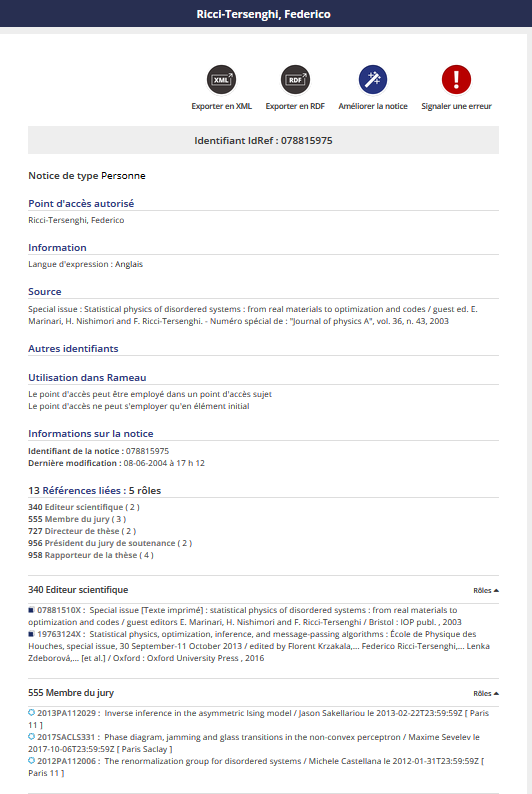 Ricci-Tersenghi, Federico
XML
RDF
Exporter en XML
Exporter en RDF
Améliorer la notice
Signaler une erreur
Identifiant IdRef : 078815975
Notice de type Personne
Point d'accès autorisé
Ricci-Tersenghi, Federico
Information
Langue d'expression : Anglais
Source
Special issue : Statistical physics of disordered systems : from real materials to optimization and codes / guest ed. E.
Marinari, H. Nishimori and F. Ricci-Tersenghi. - Numéro spécial de : "Journal of physics A", vol. 36, n. 43, 2003
Autres identifiants
Utilisation dans Rameau
Le point d'accès peut être employé dans un point d'accès sujet
Le point d'accès ne peut s'employer qu'en élément initial
Informations sur la notice
Identifiant de la notice : 078815975
Dernière modification : 08-06-2004 à 17 h 12
13 Références liées : 5 rôles
340 Editeur scientifique ( 2 )
555 Membre du jury ( 3 )
727 Directeur de thèse ( 2 )
956 Président du jury de soutenance ( 2 )
958 Rapporteur de la thèse ( 4 )
340 Editeur scientifique
Rôles
07881510X : Special issue [Texte imprimé] : statistical physics of disordered systems : from real materials to
optimization and codes / guest editors E. Marinari, H. Nishimori and F. Ricci-Tersenghi / Bristol : IOP publ. , 2003
19763124X : Statistical physics, optimization, inference, and message-passing algorithms : École de Physique des
Houches, special issue, 30 September-11 October 2013 / edited by Florent Krzakala,... Federico Ricci-Tersenghi,... Lenka
Zdeborová,... [et al.] / Oxford : Oxford University Press , 2016
555 Membre du jury
Rôles
2013PA112029 : Inverse inference in the asymmetric Ising model / Jason Sakellariou le 2013-02-22T23:59:59Z [ Paris
11 ]
2017SACLS331 : Phase diagram, jamming and glass transitions in the non-convex perceptron / Maxime Sevelev le
2017-10-06T23:59:59Z [ Paris Saclay ]
2012PA112006 : The renormalization group for disordered systems / Michele Castellana le 2012-01-31T23:59:59Z [
Paris 11 ]